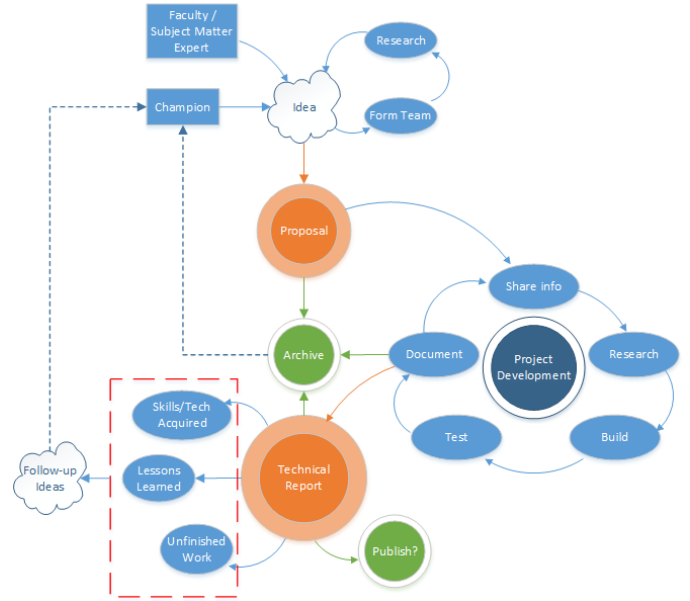 Faculty /
Subject Matter
Expert
Research
Champion
Idea
Form Team
Proposal
Share info
Archive
Document
Project
Development
Research
Skills/Tech
Acquired
Test
Build
Follow-up
Ideas
Lessons
Learned
Technical
Report
Unfinished
Work
Publish?